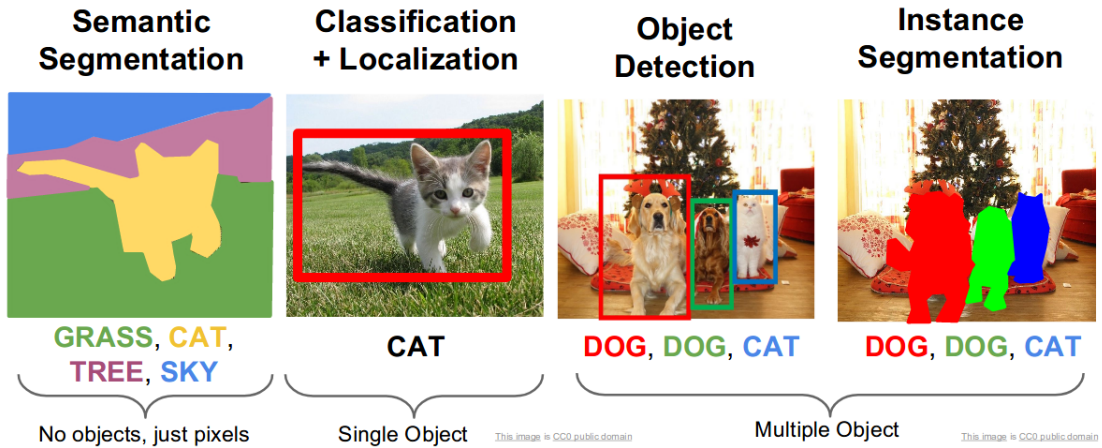 Semantic
Segmentation
Classification
+ Localization
Object
Detection
Instance
Segmentation
GRASS, CAT,
TREE, SKY
CAT
DOG, DOG, CAT
DOG, DOG, CAT
No objects, just pixels
Single Object
Multiple Object
This image is CC0 public domain
This image is CC0 public domain